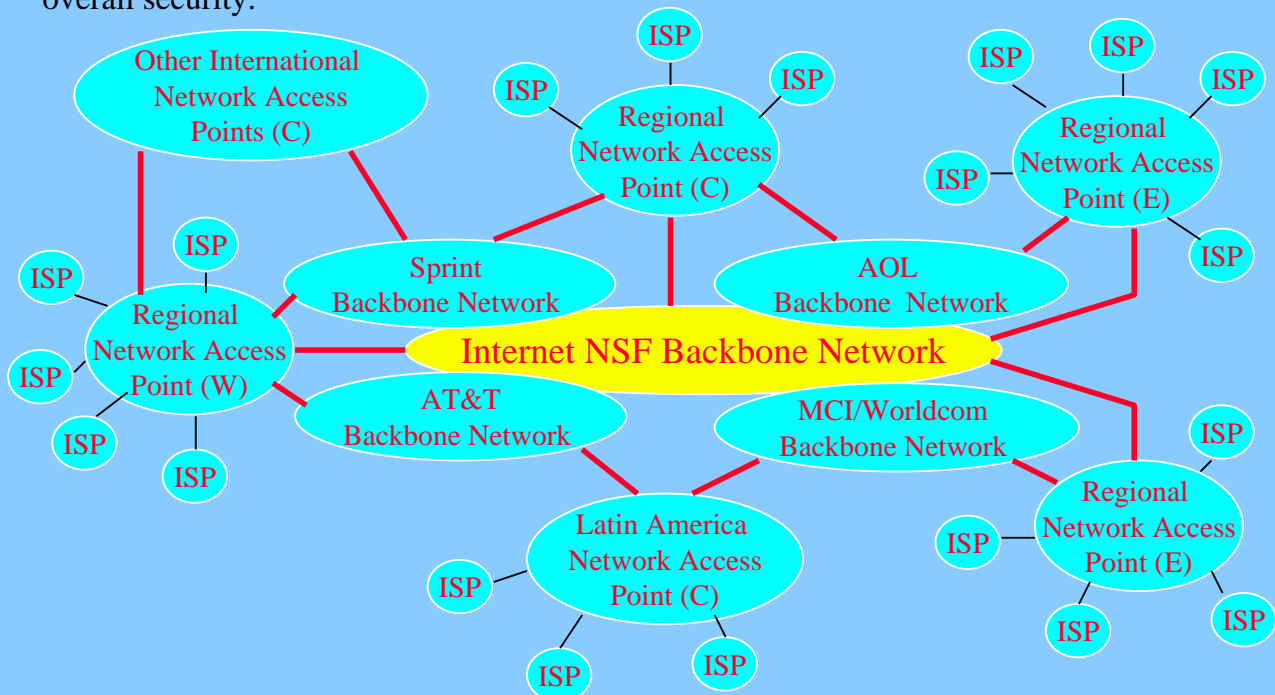 overall security.
ISP
ISP
ISP
ISP
ISP
ISP
Other International
Network Access
Points (C)
Regional
Network Access
Point (C)
Regional
Network Access
Point (E)
ISP
ISP
ISP
ISP
Sprint
Backbone Network
AOL
Backbone Network
Regional
Network Access
Point (W)
Internet NSF Backbone Network
ISP
ISP
ISP
AT&T
Backbone Network
MCI/Worldcom
Backbone Network
ISP
Latin America
Network Access
Point (C)
Regional
Network Access
Point (E)
ISP
ISP
ISP
ISP
ISP
ISP
ISP